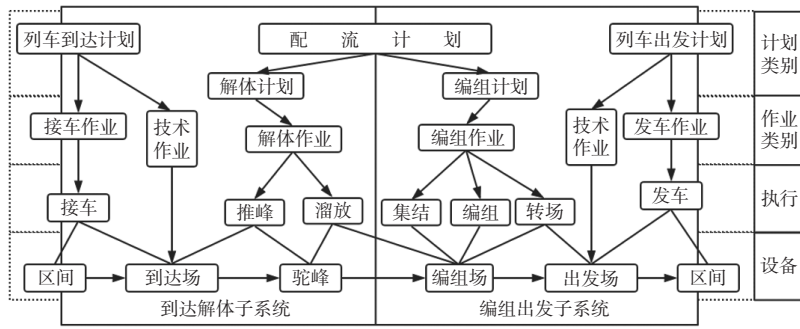 列车到达计划
配 流 计 划
列车出发计划
计划
类别
解体计划
编组计划
接车作业
技术
作业
解体作业
编组作业
技术
作业
发车作业
作业
类别
接车
推峰
溜放
集结
编组
转场
发车
执行
区间
到达场
驼峰
编组场
出发场
区间
设备
到达解体子系统
编组出发子系统